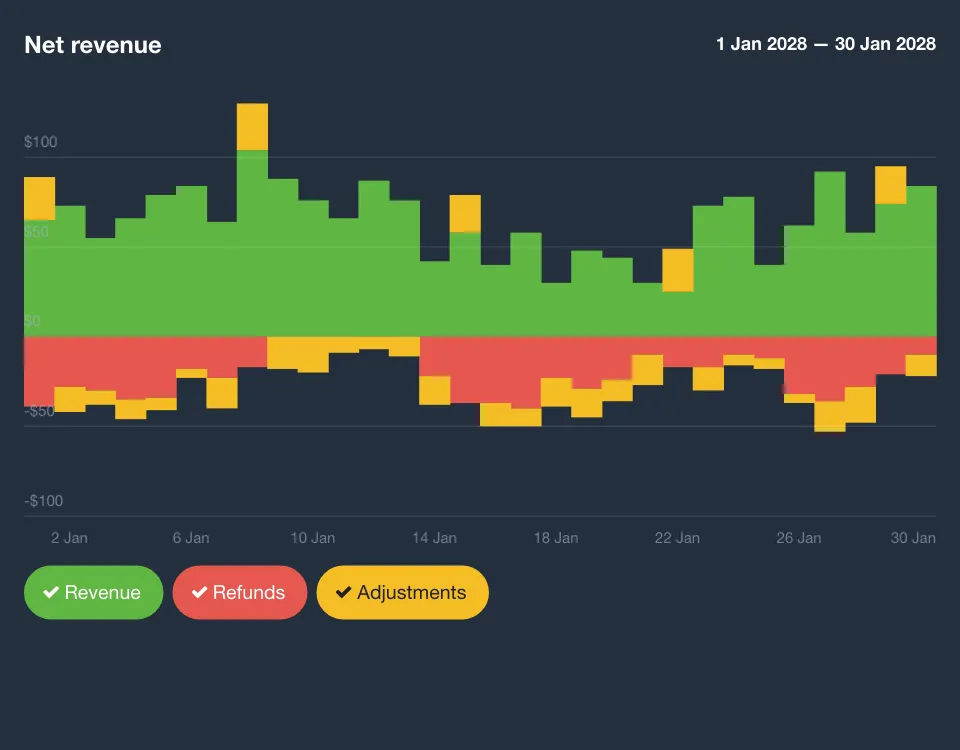 Net revenue
1 Jan 2028 — 30 Jan 2028
$100
$50
$0
-$50
-$100
2 Jan 6 Jan 10 Jan 14 Jan 18 Jan 22 Jan 26 Jan 30 Jan
Revenue Refunds Adjustments